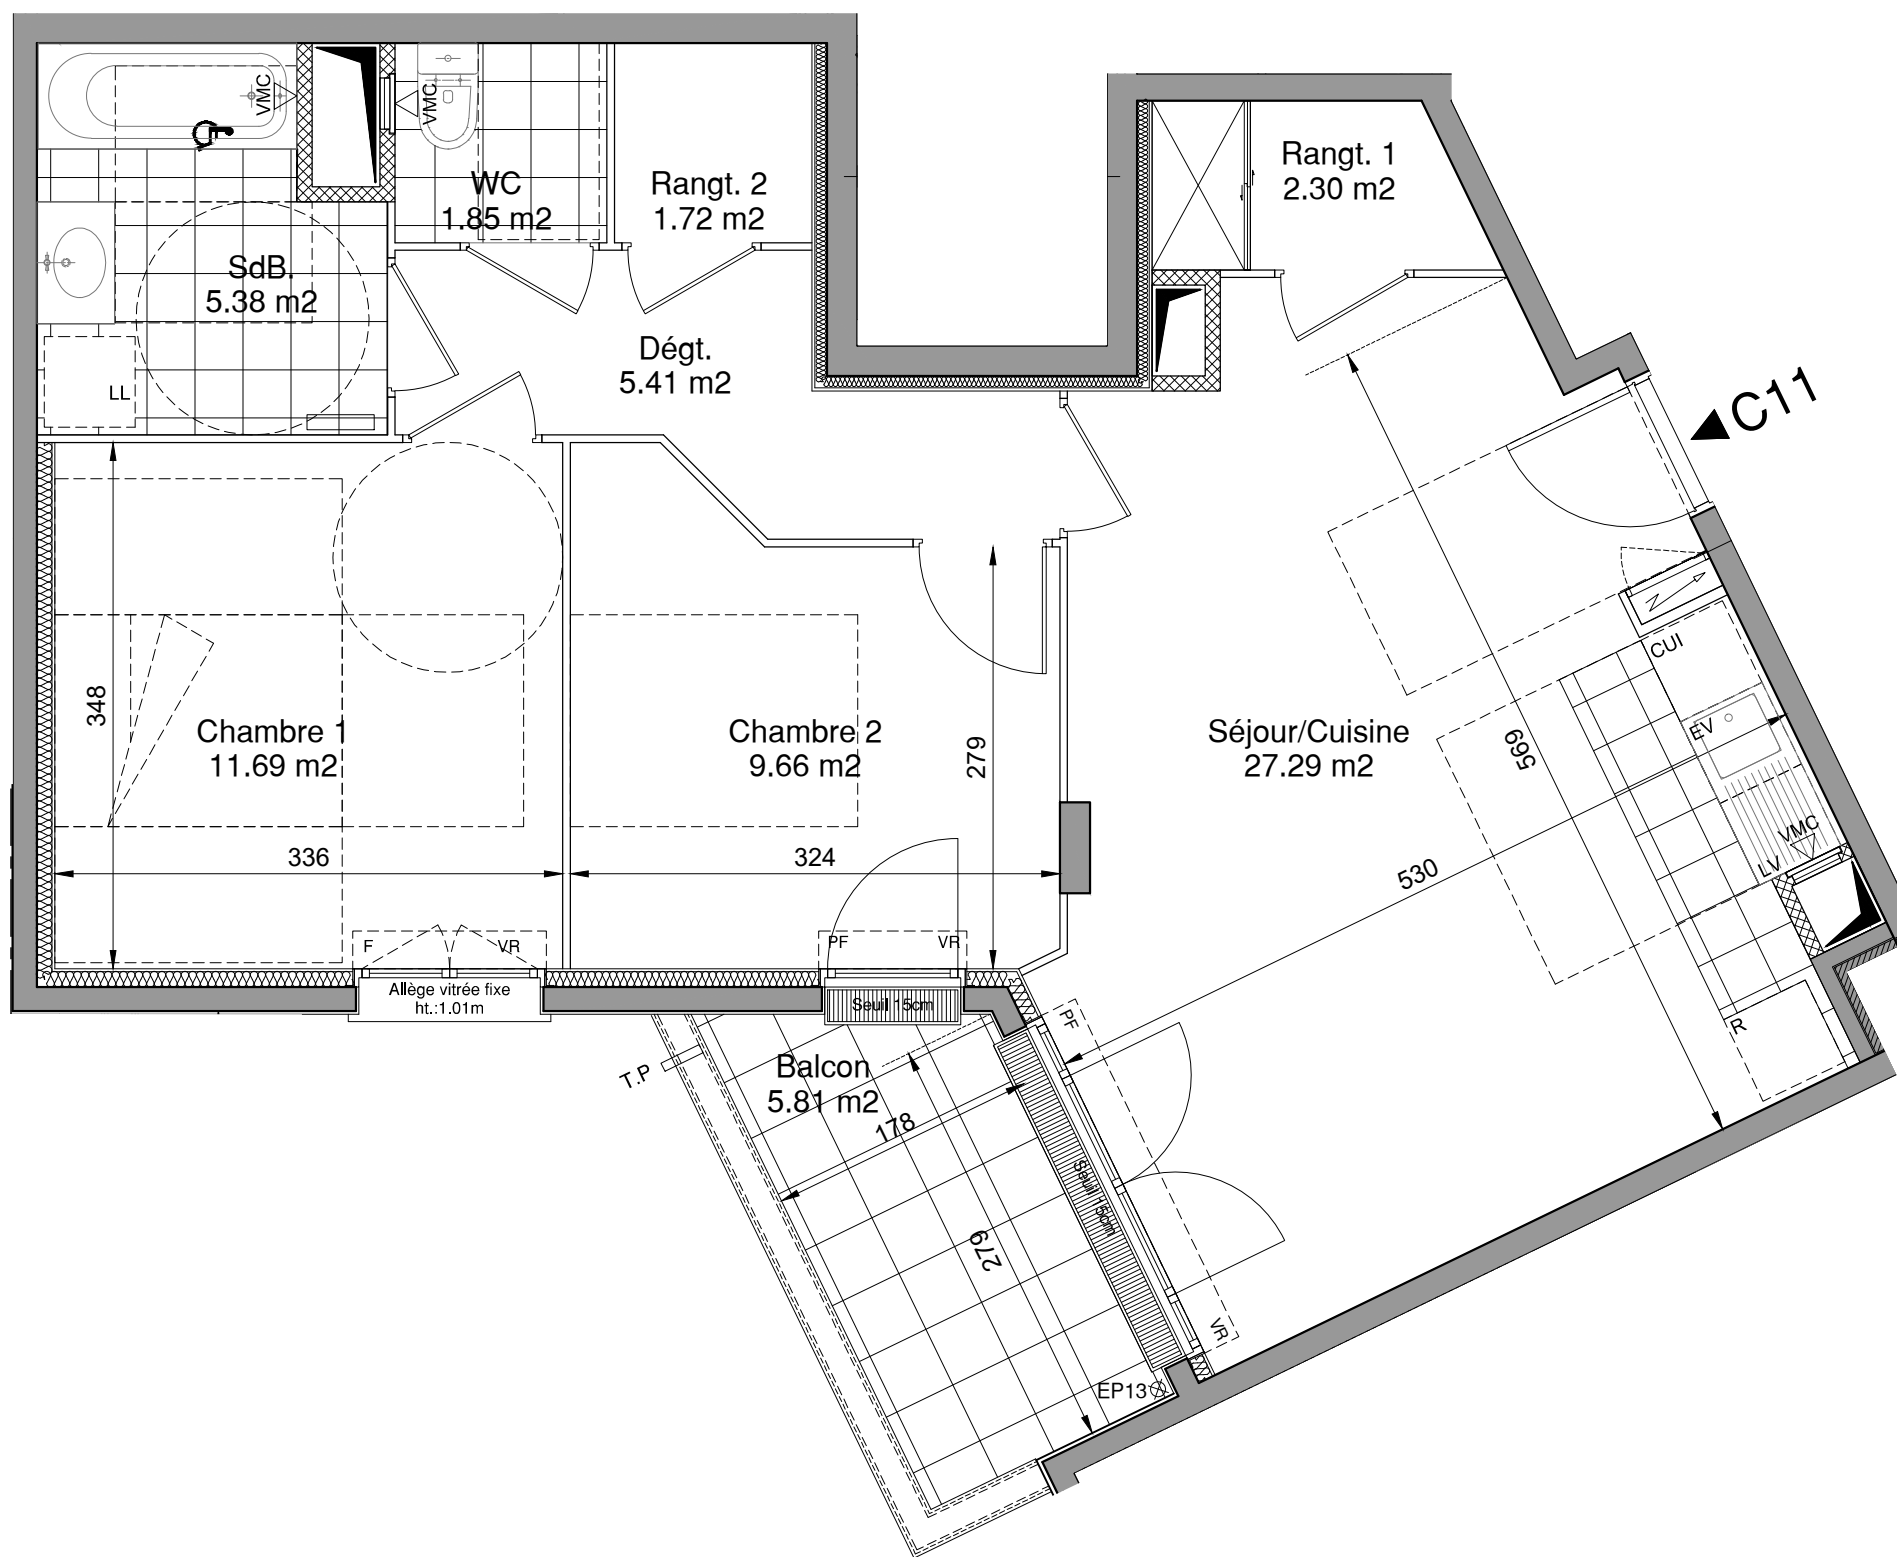 VMC
VMC
WC
1.85 m2
Rangt. 2
1.72 m2
Rangt. 1
2.30 m2
SdB.
5.38 m2
LL
Dégt.
5.41 m2
C11
CUI
EV
VMC
LV
R
348
Chambre 1
11.69 m2
336
Chambre 2
9.66 m2
279
324
Séjour/Cuisine
27.29 m2
569
530
F
VR
PF
VR
Allège vitrée fixe
ht.:1.01m
Seuil 15cm
PF
T.P
Balcon
5.81 m2
178
Seuil 15cm
279
VR
EP13